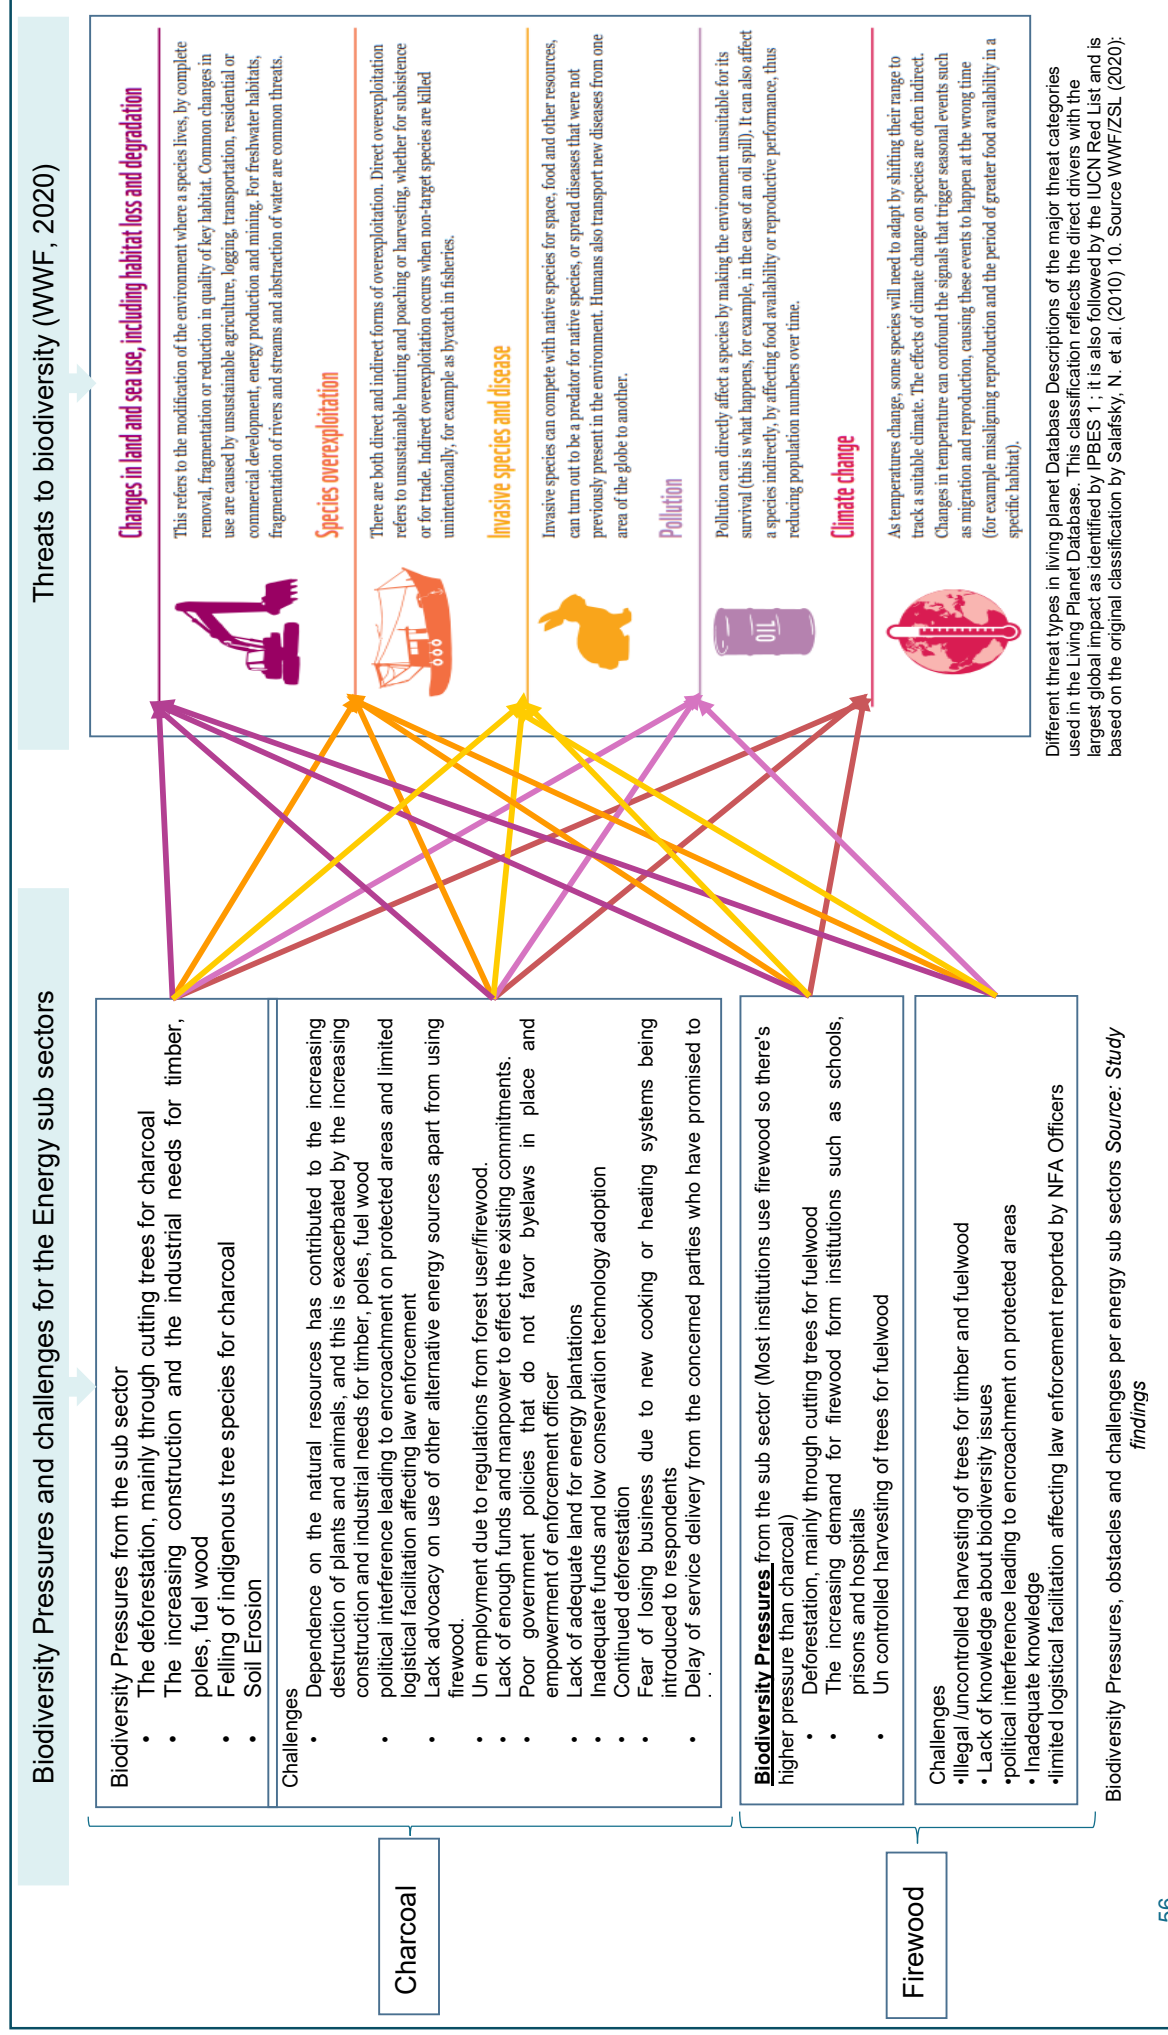 Biodiversity Pressures and challenges for the Energy sub sectors
Threats to biodiversity (WWF, 2020)
Charcoal
Biodiversity Pressures from the sub sector
• The deforestation, mainly through cutting trees for charcoal
• The increasing construction and the industrial needs for timber,
poles, fuel wood
• Felling of indigenous tree species for charcoal
• Soil Erosion
Challenges
• Dependence on the natural resources has contributed to the increasing
destruction of plants and animals, and this is exacerbated by the increasing
construction and industrial needs for timber, poles, fuel wood
• political interference leading to encroachment on protected areas and limited
logistical facilitation affecting law enforcement
• Lack advocacy on use of other alternative energy sources apart from using
firewood.
• Un employment due to regulations from forest user/firewood.
• Lack of enough funds and manpower to effect the existing commitments.
• Poor government policies that do not favor byelaws in place and
empowerment of enforcement officer
• Lack of adequate land for energy plantations
• Inadequate funds and low conservation technology adoption
• Continued deforestation
• Fear of losing business due to new cooking or heating systems being
introduced to respondents
• Delay of service delivery from the concerned parties who have promised to
Firewood
Biodiversity Pressures from the sub sector (Most institutions use firewood so there's
higher pressure than charcoal)
• Deforestation, mainly through cutting trees for fuelwood
• The increasing demand for firewood form institutions such as schools,
prisons and hospitals
• Un controlled harvesting of trees for fuelwood
Challenges
•Illegal /uncontrolled harvesting of trees for timber and fuelwood
• Lack of knowledge about biodiversity issues
•political interference leading to encroachment on protected areas
• Inadequate knowledge
•limited logistical facilitation affecting law enforcement reported by NFA Officers
Biodiversity Pressures, obstacles and challenges per energy sub sectors Source: Study
findings
Changes in land and sea use, including habitat loss and degradation
This refers to the modification of the environment where a species lives, by complete
removal, fragmentation or reduction in quality of key habitat. Common changes in
use are caused by unsustainable agriculture, logging, transportation, residential or
commercial development, energy production and mining. For freshwater habitats,
fragmentation of rivers and streams and abstraction of water are common threats.
Species overexploitation
There are both direct and indirect forms of overexploitation. Direct overexploitation
refers to unsustainable hunting and poaching or harvesting, whether for subsistence
or for trade. Indirect overexploitation occurs when non-target species are killed
unintentionally, for example as bycatch in fisheries.
Invasive species and disease
Invasive species can compete with native species for space, food and other resources,
can turn out to be a predator for native species, or spread diseases that were not
previously present in the environment. Humans also transport new diseases from one
area of the globe to another.
Pollution
OIL
Pollution can directly affect a species by making the environment unsuitable for its
survival (this is what happens, for example, in the case of an oil spill). It can also affect
a species indirectly, by affecting food availability or reproductive performance, thus
reducing population numbers over time.
Climate change
As temperatures change, some species will need to adapt by shifting their range to
track a suitable climate. The effects of climate change on species are often indirect.
Changes in temperature can confound the signals that trigger seasonal events such
as migration and reproduction, causing these events to happen at the wrong time
(for example misaligning reproduction and the period of greater food availability in a
specific habitat).
Different threat types in living planet Database Descriptions of the major threat categories
used in the Living Planet Database. This classification reflects the direct drivers with the
largest global impact as identified by IPBES 1 ; it is also followed by the IUCN Red List and is
based on the original classification by Salafsky, N. et al. (2010) 10. Source WWF/ZSL (2020):
56